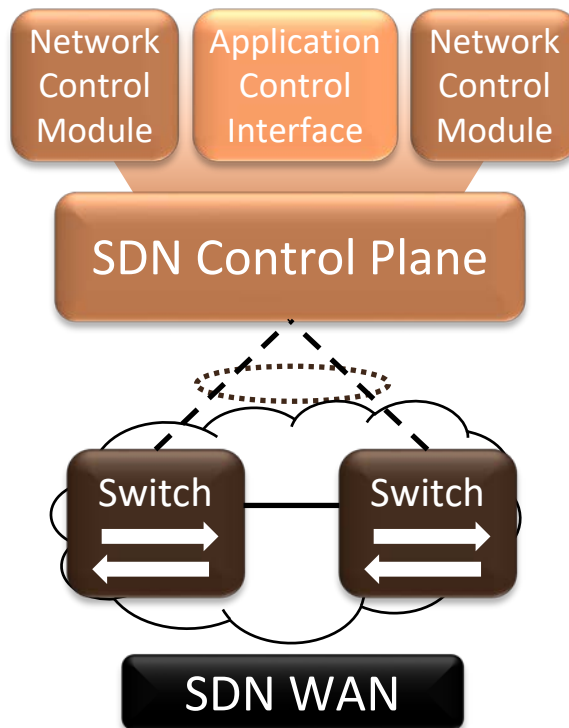 Network
Control
Module
Application
Control
Interface
Network
Control
Module
SDN Control Plane
Switch
Switch
SDN WAN